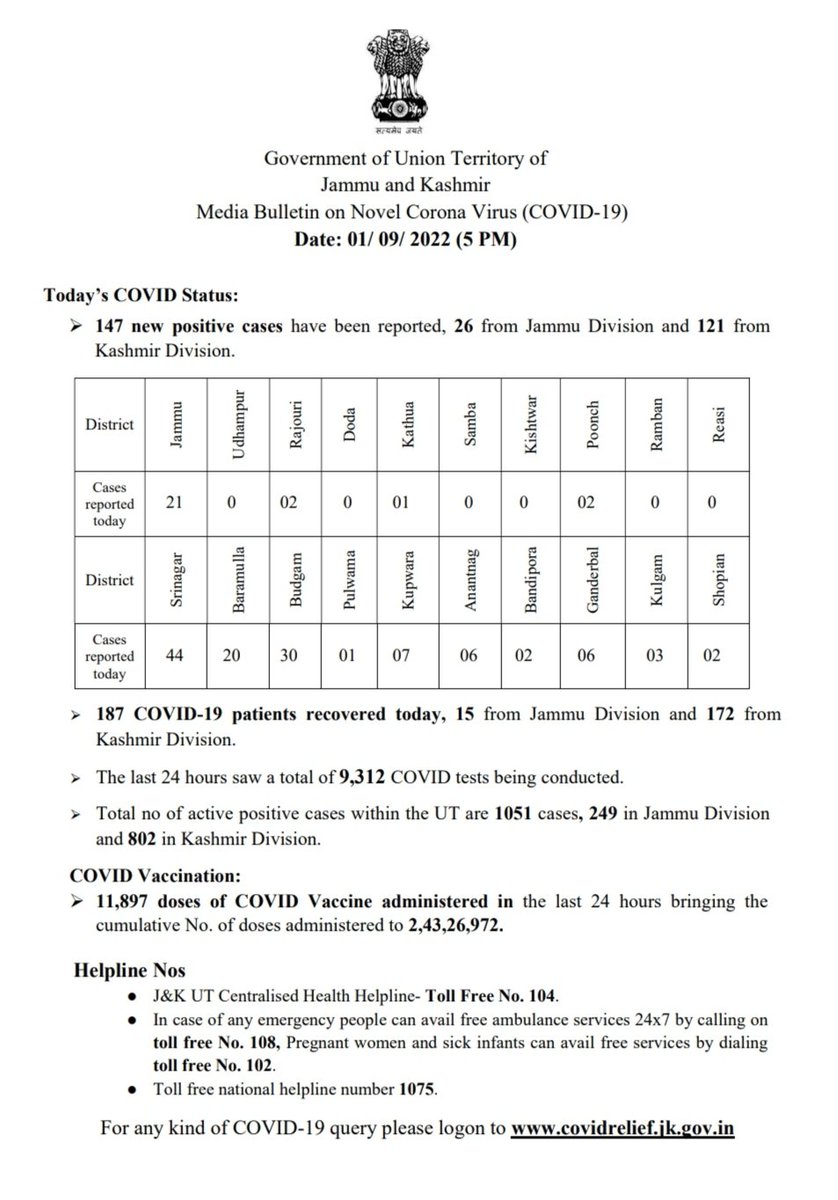 सत्यमेव जयते
Government of Union Territory of
Jammu and Kashmir
Media Bulletin on Novel Corona Virus (COVID-19)
Date: 01/ 09/ 2022 (5 PM)
Today’s COVID Status:
➢ 147 new positive cases have been reported, 26 from Jammu Division and 121 from
Kashmir Division.
District Jammu Udhampur Rajouri Doda Kathua Samba Kishtwar Poonch Ramban Reasi
Cases
reported
today
21 0 02 0 01 0 0 02 0 0
District Srinagar Baramulla Budgam Pulwama Kupwara Anantnag Bandipora Ganderbal Kulgam Shopian
Cases
reported
today
44 20 30 01 07 06 02 06 03 02
➢ 187 COVID-19 patients recovered today, 15 from Jammu Division and 172 from
Kashmir Division.
➢ The last 24 hours saw a total of 9,312 COVID tests being conducted.
➢ Total no of active positive cases within the UT are 1051 cases, 249 in Jammu Division
and 802 in Kashmir Division.
COVID Vaccination:
➢ 11,897 doses of COVID Vaccine administered in the last 24 hours bringing the
cumulative No. of doses administered to 2,43,26,972.
Helpline Nos
● J&K UT Centralised Health Helpline- Toll Free No. 104.
● In case of any emergency people can avail free ambulance services 24x7 by calling on
toll free No. 108, Pregnant women and sick infants can avail free services by dialing
toll free No. 102.
● Toll free national helpline number 1075.
For any kind of COVID-19 query please logon to www.covidrelief.jk.gov.in